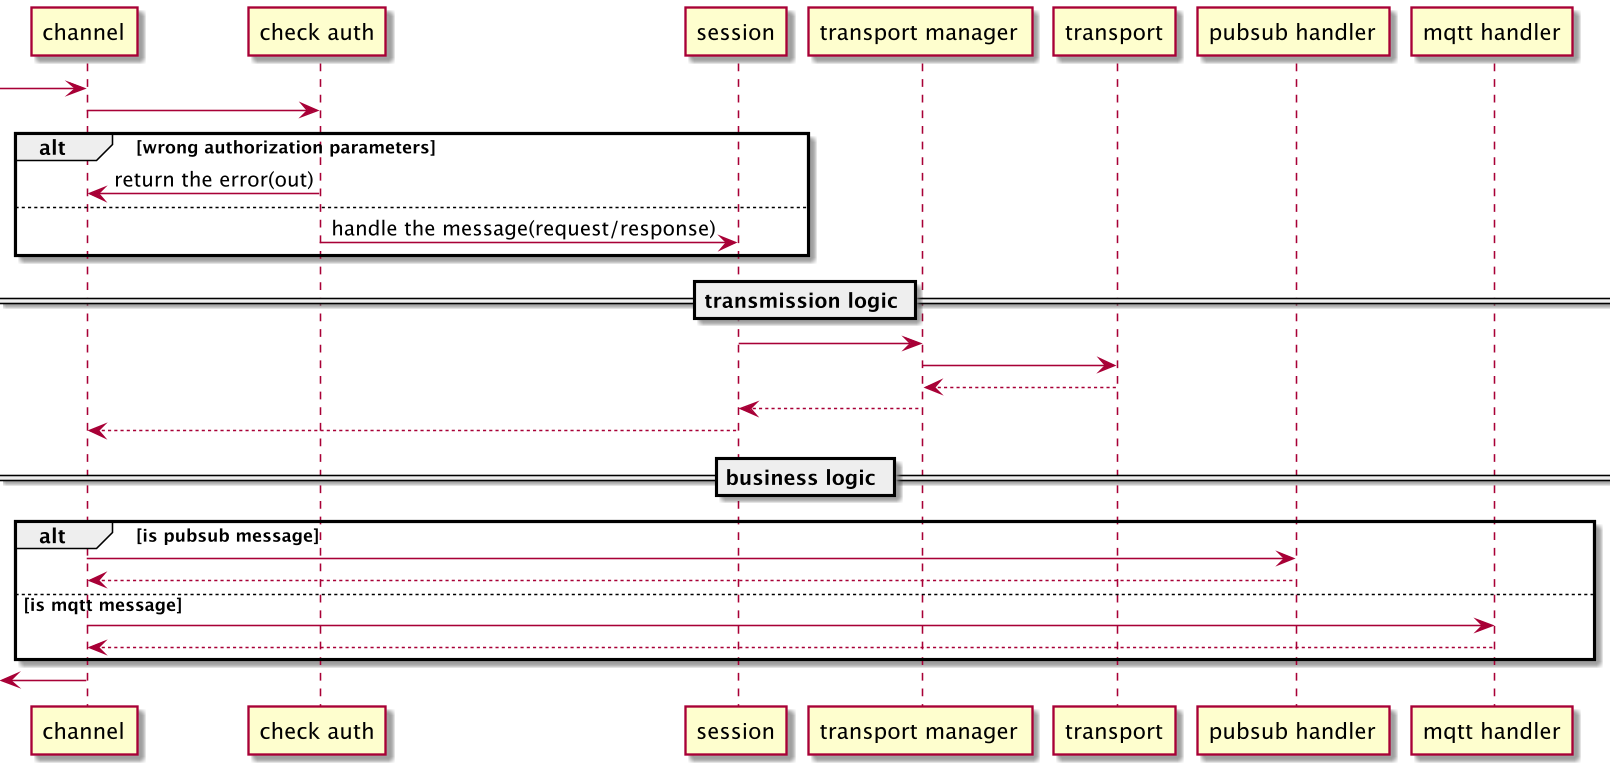 channel
check auth
session
transport manager
transport
pubsub handler
mqtt handler
alt
[wrong authorization parameters]
return the error(out)
handle the message(request/response)
transmission logic
business logic
alt
[is pubsub message]
[is mqtt message]
channel
check auth
session
transport manager
transport
pubsub handler
mqtt handler